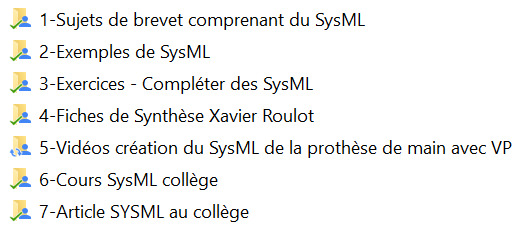 1-Sujets de brevet comprenant du SysML
2-Exemples de SysML
3-Exercices - Compléter des SysML
4-Fiches de Synthèse Xavier Roulot
5-Vidéos création du SysML de la prothèse de main avec VP
6-Cours SysML collège
7-Article SYSML au collège